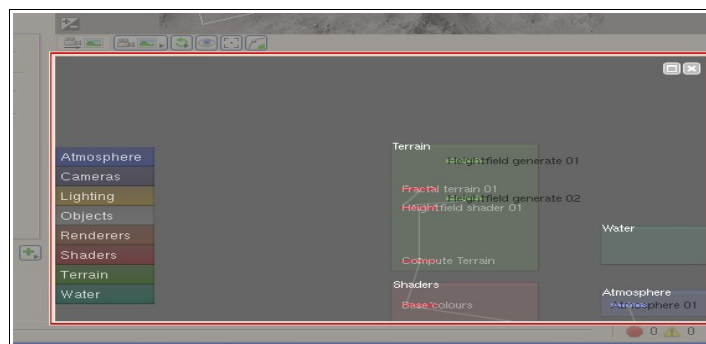 Atmosphere
Cameras
Lighting
Objects
Renderers
Shaders
Terrain
Water
Terrain
Heightfield generate 01
Fractal terrain 01
Heightfield generate 02
Heightfield shader 01
Compute Terrain
Shaders
Base colours
Water
Atmosphere
Atmosphere 01
0
0